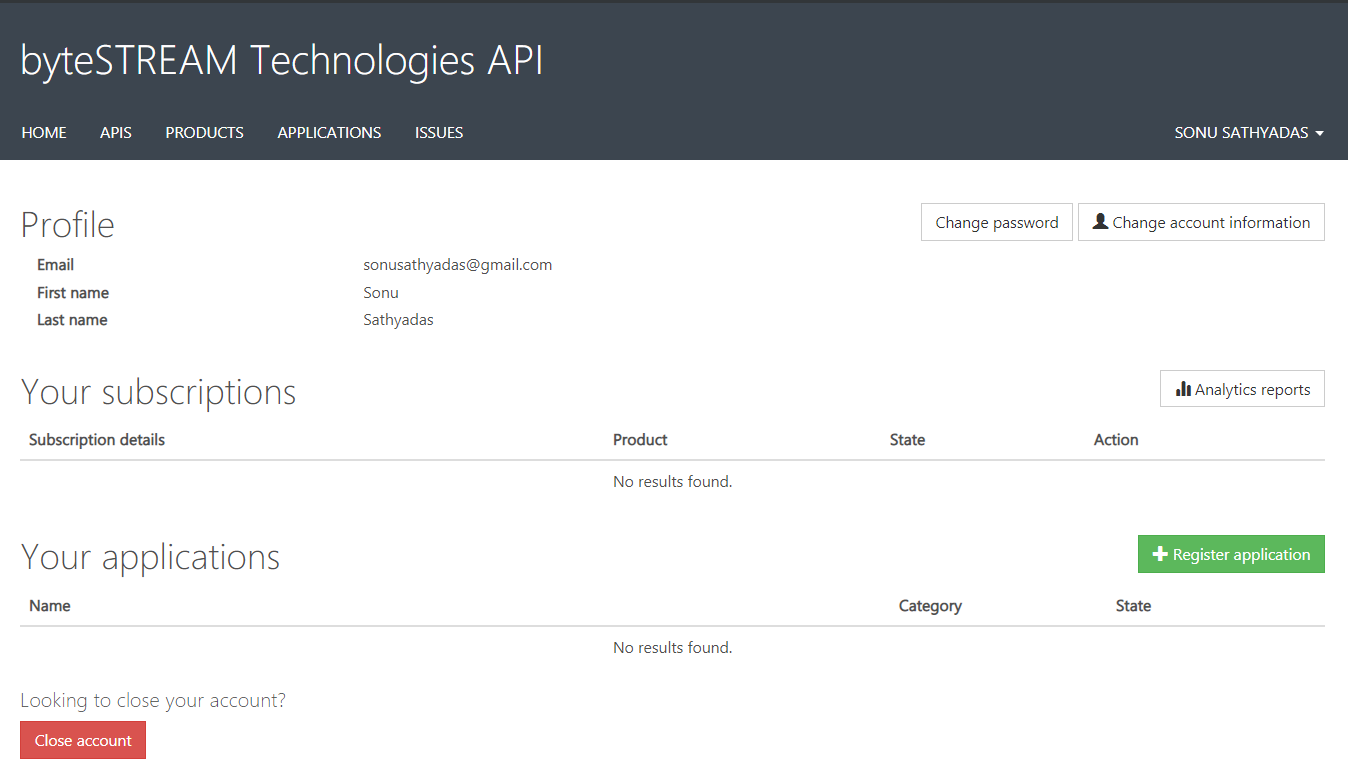 byteSTREAM Technologies API
HOME APIS PRODUCTS APPLICATIONS ISSUES SONU SATHYADAS
Profile Change password Change account information
Email sonusathyadas@gmail.com
First name Sonu
Last name Sathyadas
Your subscriptions Analytics reports
Subscription details Product State Action
No results found.
Your applications Register application
Name Category State
No results found.
Looking to close your account?
Close account